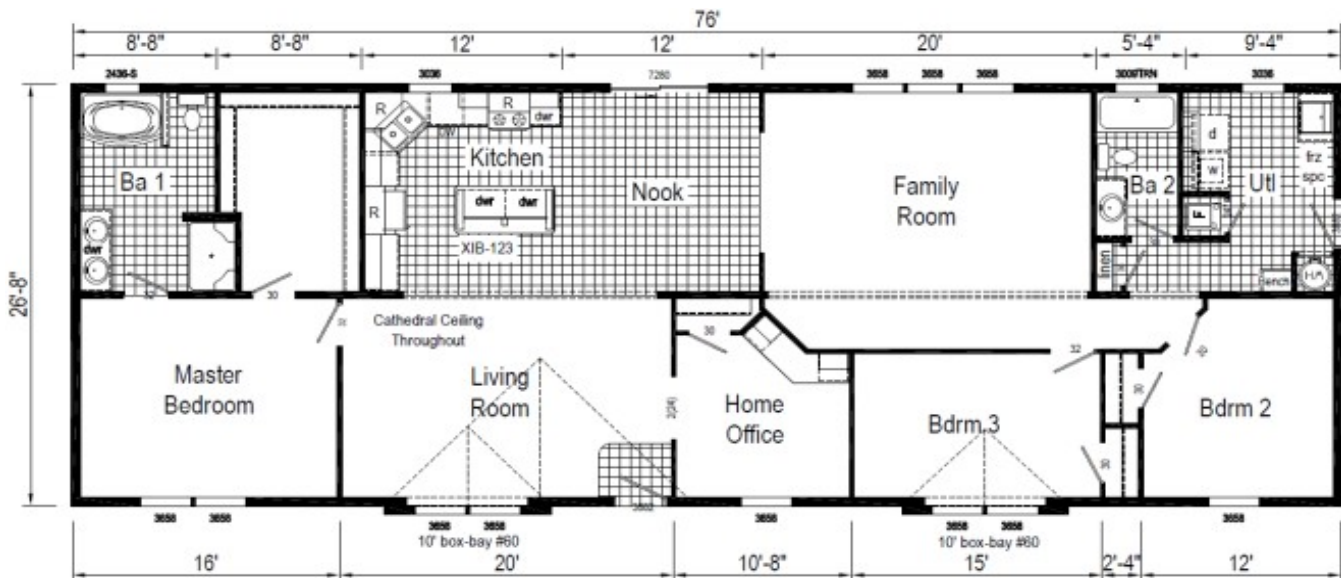 76'
8'-8"
8'-8"
12'
12'
20'
5'-4"
9'-4"
2436-S
3036
7280
3658
3658
3658
3036
26'-8"
Ba 1
dwr
R
dw
R
dwr
Kitchen
R
dwr
dwr
XIB-123
Nook
Family
Room
Ba 2
linen
d
w
F
Utl
frz
spc
Bench
30
30
Cathedral Ceiling
Throughout
Master
Bedroom
Living
Room
30
Home
Office
32
Bdrm 3
30
30
Bdrm 2
3658
3658
3658
3658
10' box-bay #60
3658
3658
3658
10' box-bay #60
3658
16'
20'
10'-8"
15'
2'-4"
12'